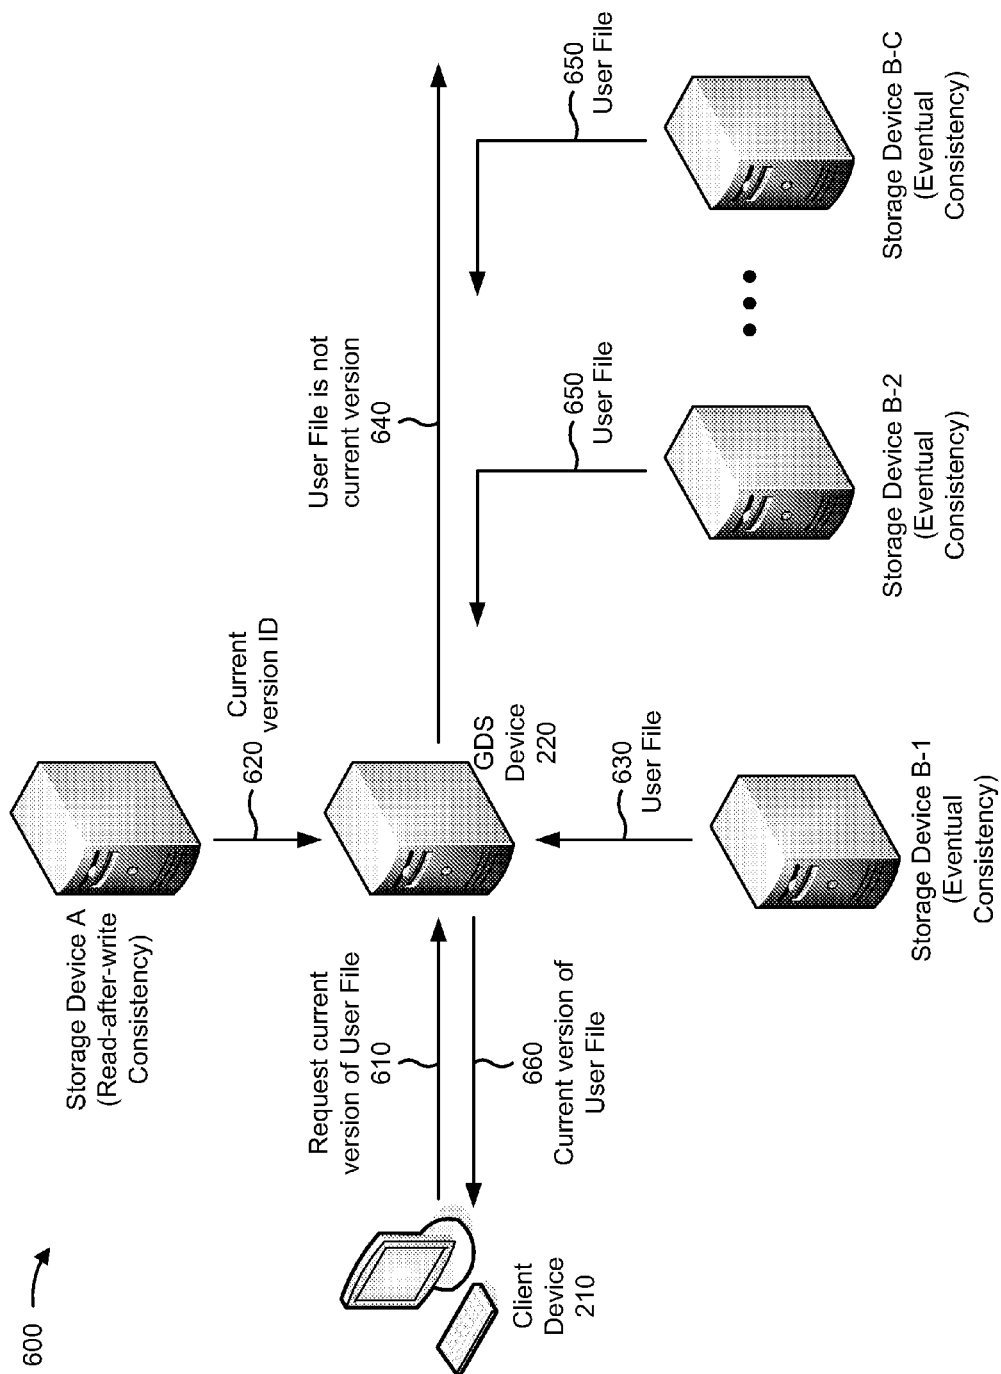 600
Storage Device A
(Read-after-write
Consistency)
Current
version ID
620
Request current
version of User File
610
User File is not
current version
640
Client
Device
210
660
Current version of
User File
GDS
Device
220
630
User File
650
User File
650
User File
Storage Device B-1
(Eventual
Consistency)
Storage Device B-2
(Eventual
Consistency)
Storage Device B-C
(Eventual
Consistency)